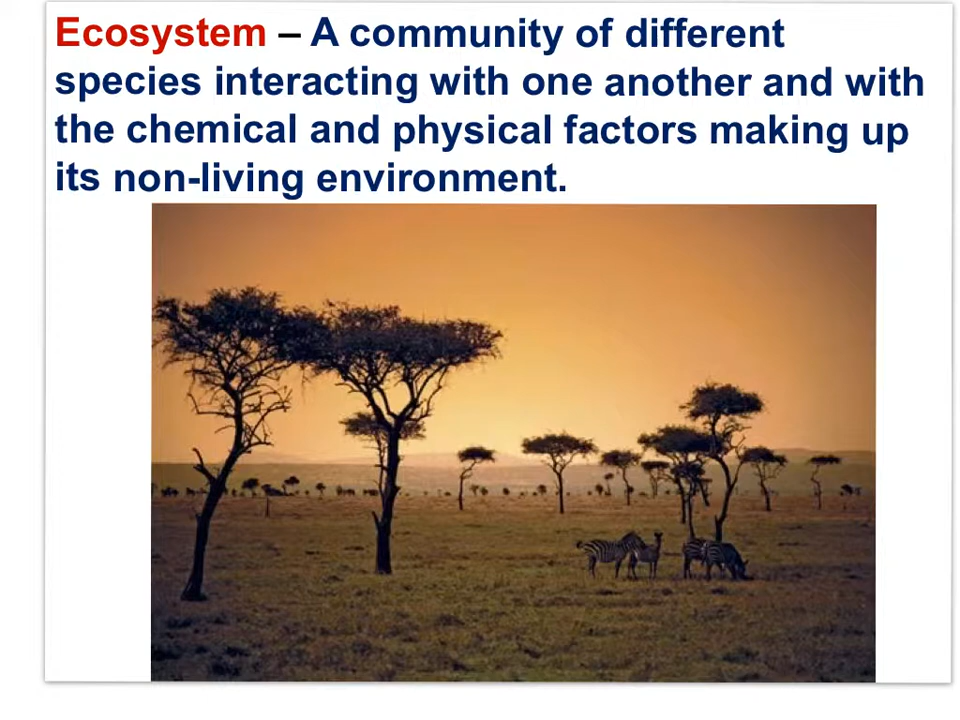 Ecosystem – A community of different
species interacting with one another and with
the chemical and physical factors making up
its non-living environment.